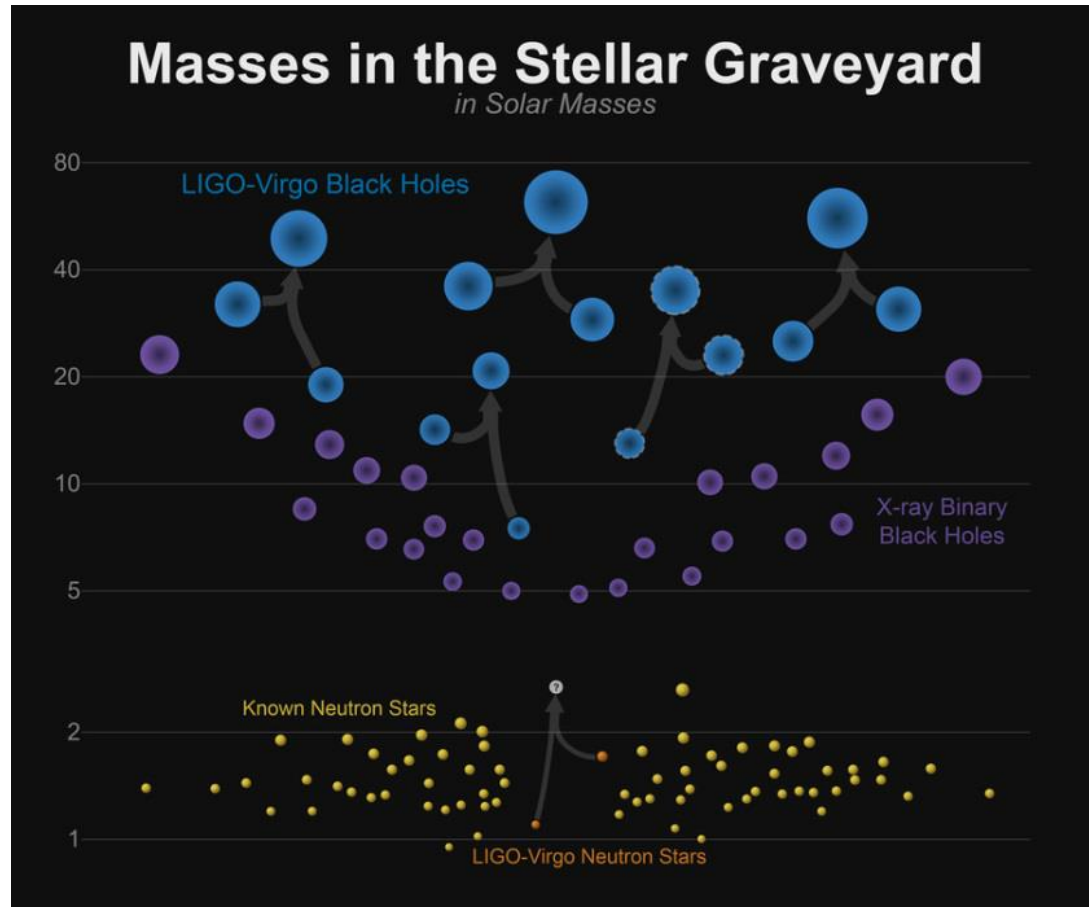 Masses in the Stellar Graveyard
in Solar Masses
80
LIGO-Virgo Black Holes
40
20
10
X-ray Binary
Black Holes
5
?
Known Neutron Stars
2
1
LIGO-Virgo Neutron Stars